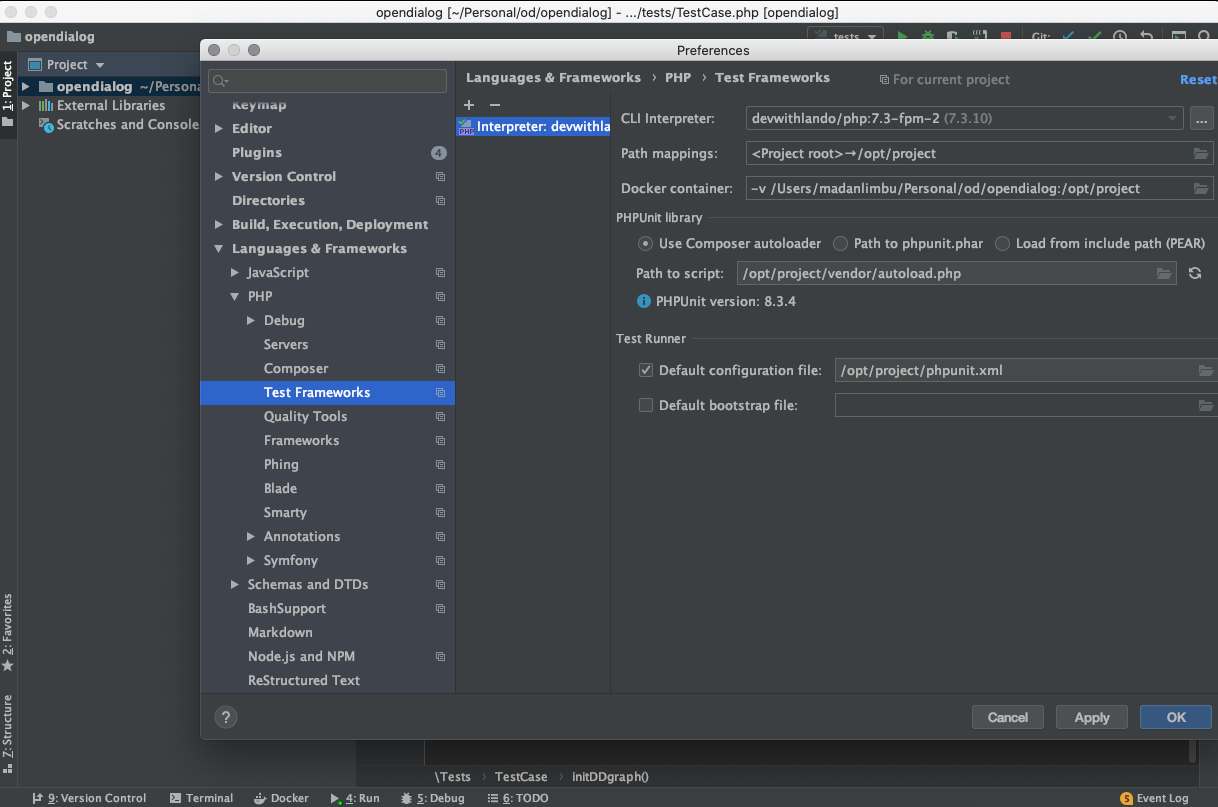 opendialog [~/Personal/od/opendialog] - .../tests/TestCase.php [opendialog]
opendialog
tests
Git:
Preferences
1: Project
Project
opendialog ~/Persona
External Libraries
Scratches and Console
Keymap
Editor
Plugins 4
Version Control
Directories
Build, Execution, Deployment
Languages & Frameworks
JavaScript
PHP
Debug
Servers
Composer
Test Frameworks
Quality Tools
Frameworks
Phing
Blade
Smarty
Annotations
Symfony
Schemas and DTDs
BashSupport
Markdown
Node.js and NPM
ReStructured Text
Languages & Frameworks › PHP › Test Frameworks
For current project
Reset
+ −
Interpreter: devwithla
CLI Interpreter: devwithlando/php:7.3-fpm-2 (7.3.10) ...
Path mappings: <Project root>→/opt/project
Docker container: -v /Users/madanlimbu/Personal/od/opendialog:/opt/project
PHPUnit library
Use Composer autoloader Path to phpunit.phar Load from include path (PEAR)
Path to script: /opt/project/vendor/autoload.php
PHPUnit version: 8.3.4
Test Runner
Default configuration file: /opt/project/phpunit.xml
Default bootstrap file:
?
Cancel Apply OK
2: Favorites
Z: Structure
\Tests › TestCase › initDDgraph()
9: Version Control Terminal Docker 4: Run 5: Debug 6: TODO 5 Event Log